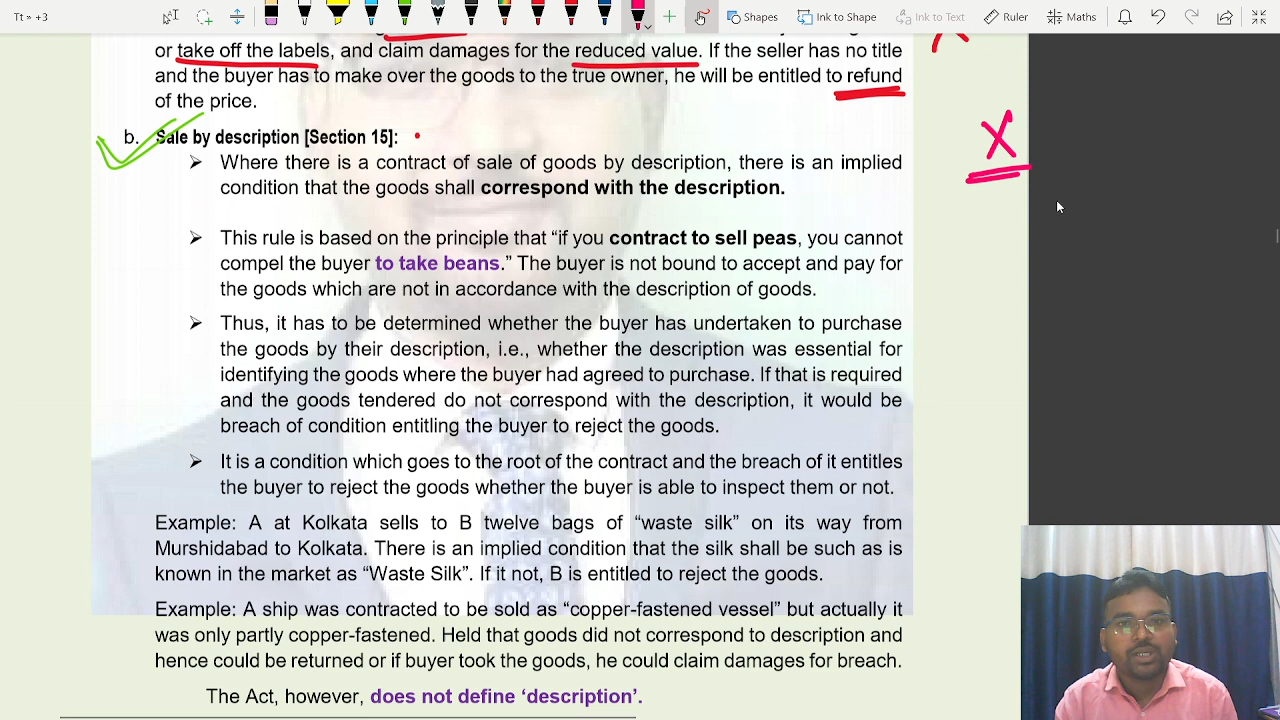 Tt > +3
Shapes
Ink to Shape
Ink to Text
Ruler
Maths
or take off the labels, and claim damages for the reduced value. If the seller has no title
and the buyer has to make over the goods to the true owner, he will be entitled to refund
of the price.
b. Sale by description [Section 15]:
X
➢ Where there is a contract of sale of goods by description, there is an implied
condition that the goods shall correspond with the description.
➢ This rule is based on the principle that “if you contract to sell peas, you cannot
compel the buyer to take beans.” The buyer is not bound to accept and pay for
the goods which are not in accordance with the description of goods.
➢ Thus, it has to be determined whether the buyer has undertaken to purchase
the goods by their description, i.e., whether the description was essential for
identifying the goods where the buyer had agreed to purchase. If that is required
and the goods tendered do not correspond with the description, it would be
breach of condition entitling the buyer to reject the goods.
➢ It is a condition which goes to the root of the contract and the breach of it entitles
the buyer to reject the goods whether the buyer is able to inspect them or not.
Example: A at Kolkata sells to B twelve bags of “waste silk” on its way from
Murshidabad to Kolkata. There is an implied condition that the silk shall be such as is
known in the market as “Waste Silk”. If it not, B is entitled to reject the goods.
Example: A ship was contracted to be sold as “copper-fastened vessel” but actually it
was only partly copper-fastened. Held that goods did not correspond to description and
hence could be returned or if buyer took the goods, he could claim damages for breach.
The Act, however, does not define ‘description’.